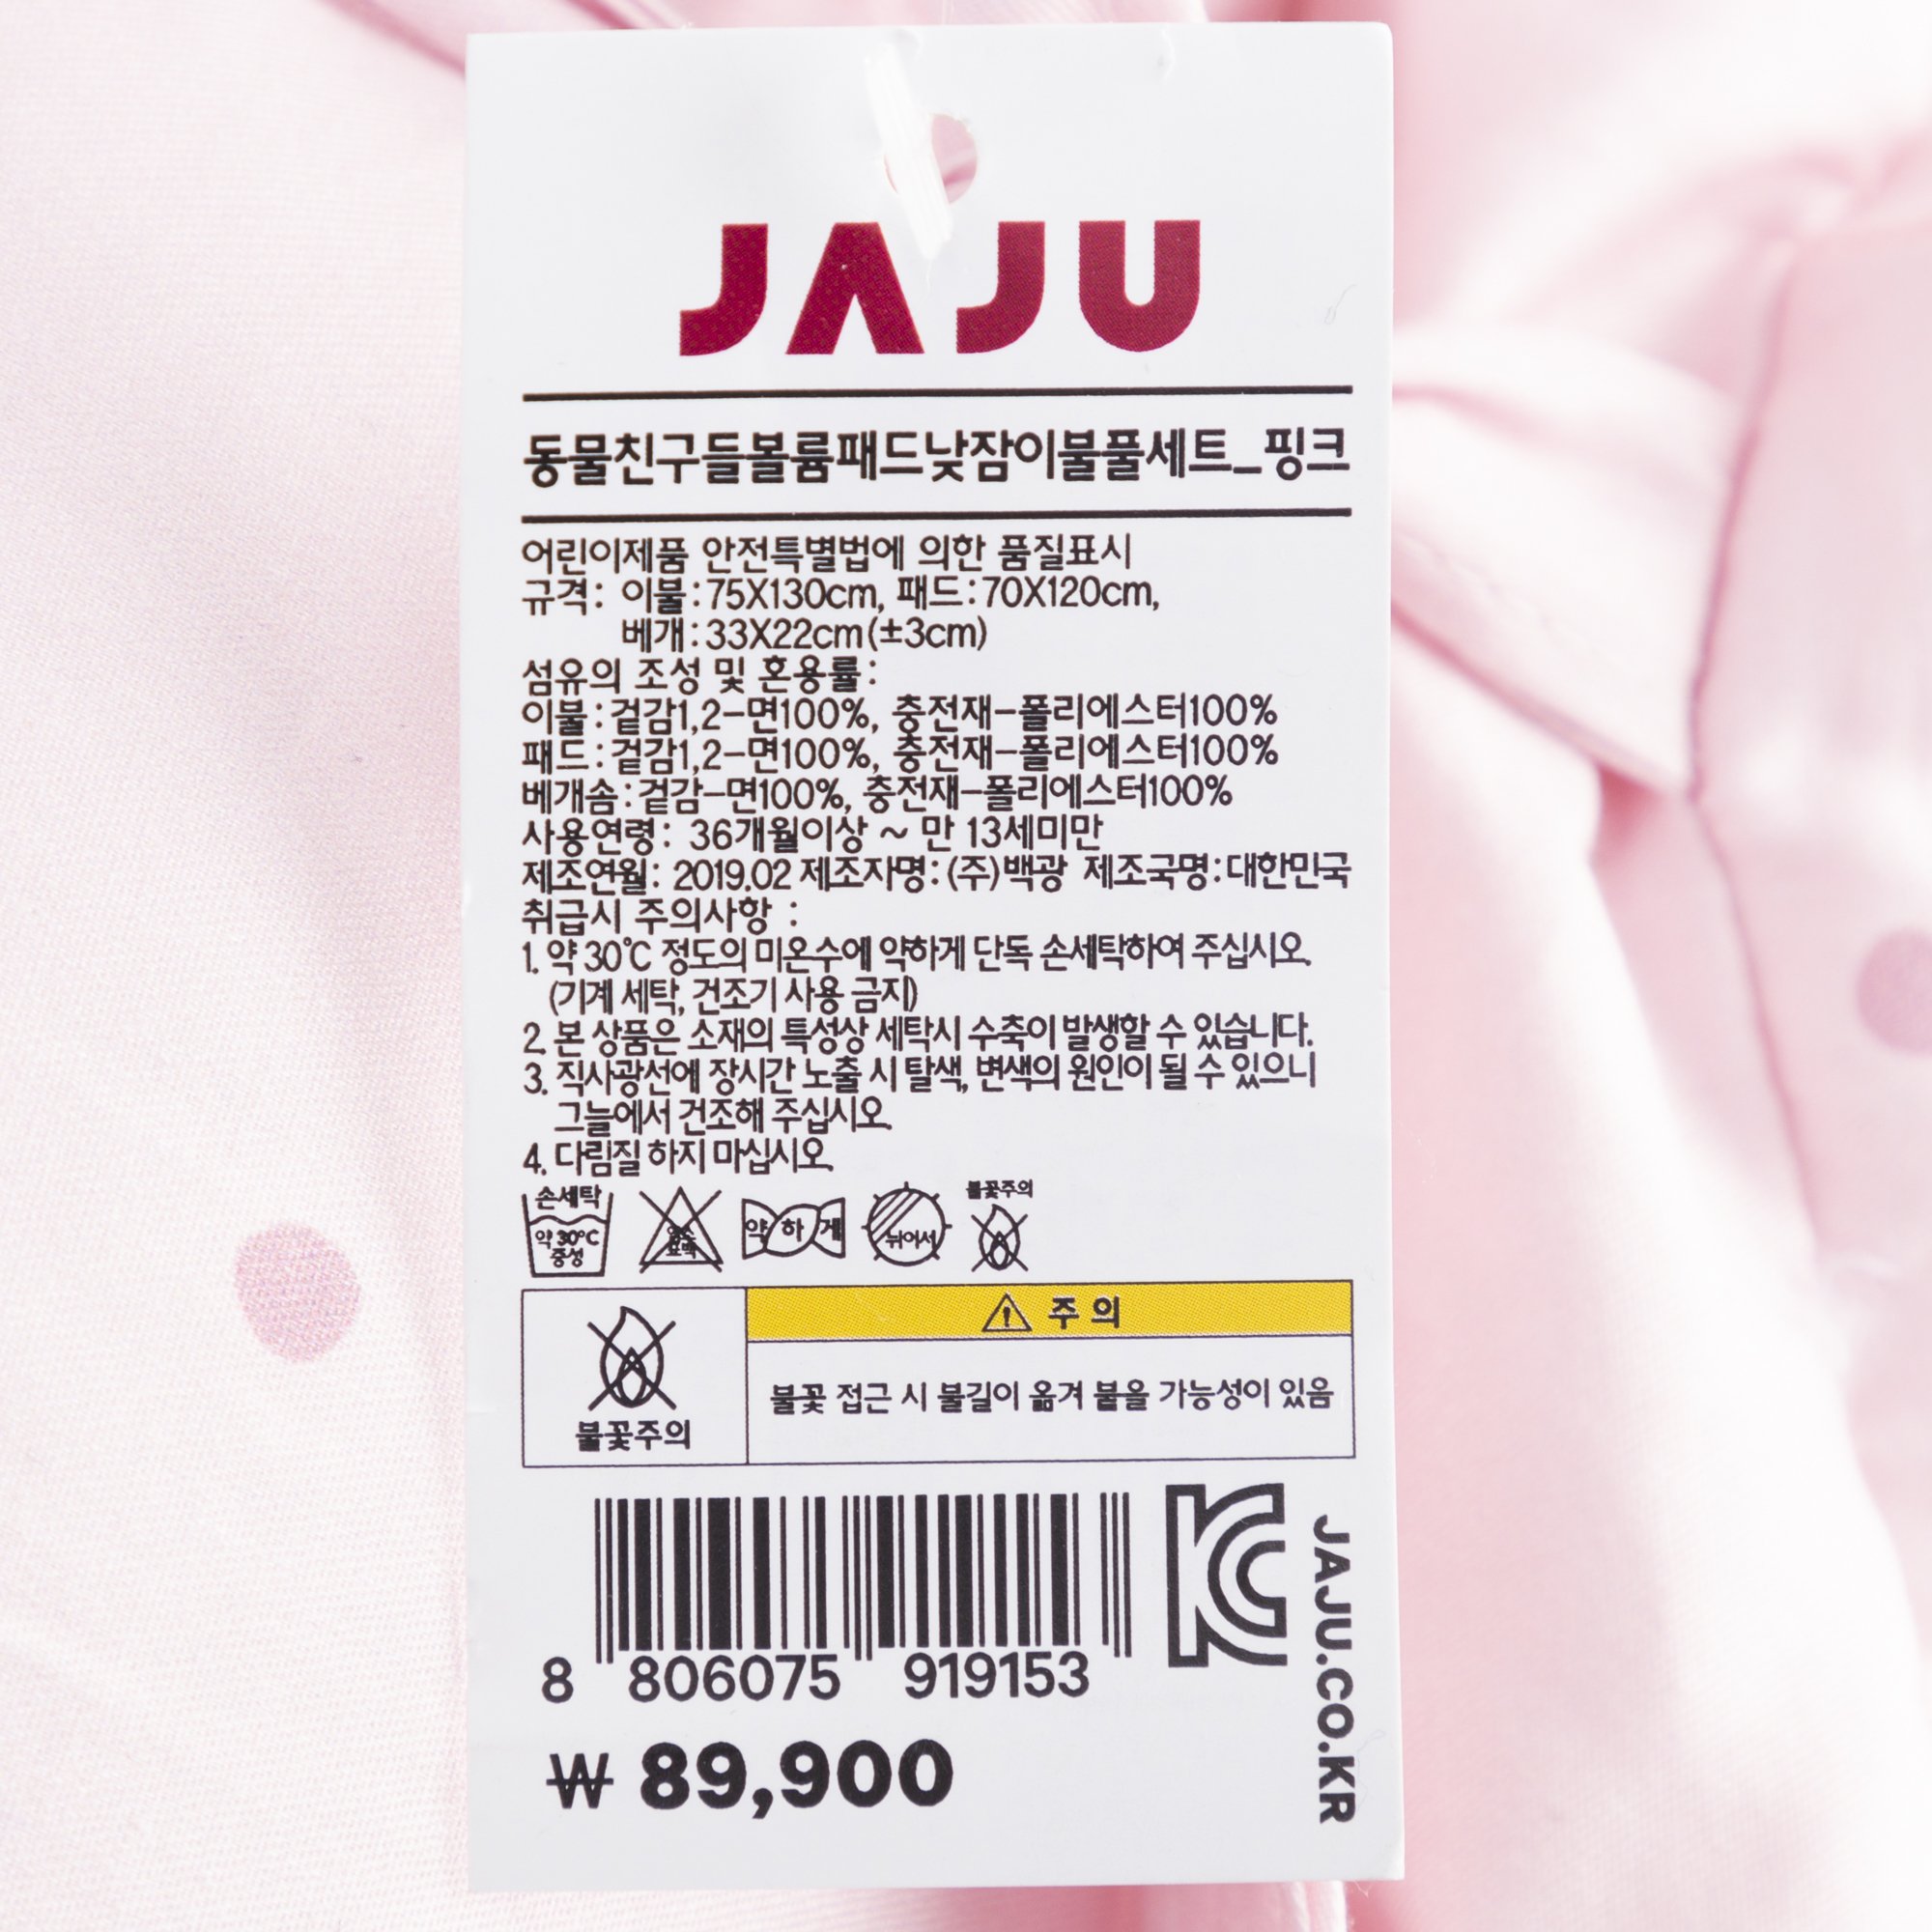 JAJU
동물친구들볼륨패드낮잠이불풀세트_핑크
어린이제품 안전특별법에 의한 품질표시
규격: 이불:75X130cm, 패드:70X120cm,
베개:33X22cm(±3cm)
섬유의 조성 및 혼용률:
이불:겉감1,2-면100%, 충전재-폴리에스터100%
패드:겉감1,2-면100%, 충전재-폴리에스터100%
베개솜:겉감-면100%, 충전재-폴리에스터100%
사용연령: 36개월이상 ~ 만 13세미만
제조연월: 2019.02 제조자명:(주)백광 제조국명:대한민국
취급시 주의사항 :
1. 약 30℃ 정도의 미온수에 약하게 단독 손세탁하여 주십시오.
(기계 세탁, 건조기 사용 금지)
2. 본 상품은 소재의 특성상 세탁시 수축이 발생할 수 있습니다.
3. 직사광선에 장시간 노출 시 탈색, 변색의 원인이 될 수 있으니
그늘에서 건조해 주십시오.
4. 다림질 하지 마십시오.
손세탁
약 30℃
중성
염소
표백
약하게
뉘어서
불꽃주의
불꽃주의
주의
불꽃 접근 시 불길이 옮겨 붙을 가능성이 있음
8 806075 919153
KC
JAJU.CO.KR
₩ 89,900